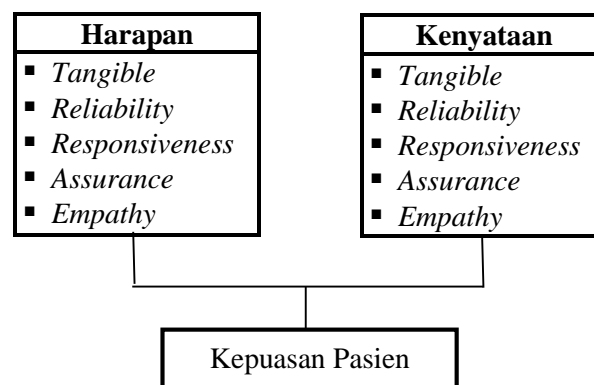 Harapan
▪ Tangible
▪ Reliability
▪ Responsiveness
▪ Assurance
▪ Empathy
Kenyataan
▪ Tangible
▪ Reliability
▪ Responsiveness
▪ Assurance
▪ Empathy
Kepuasan Pasien